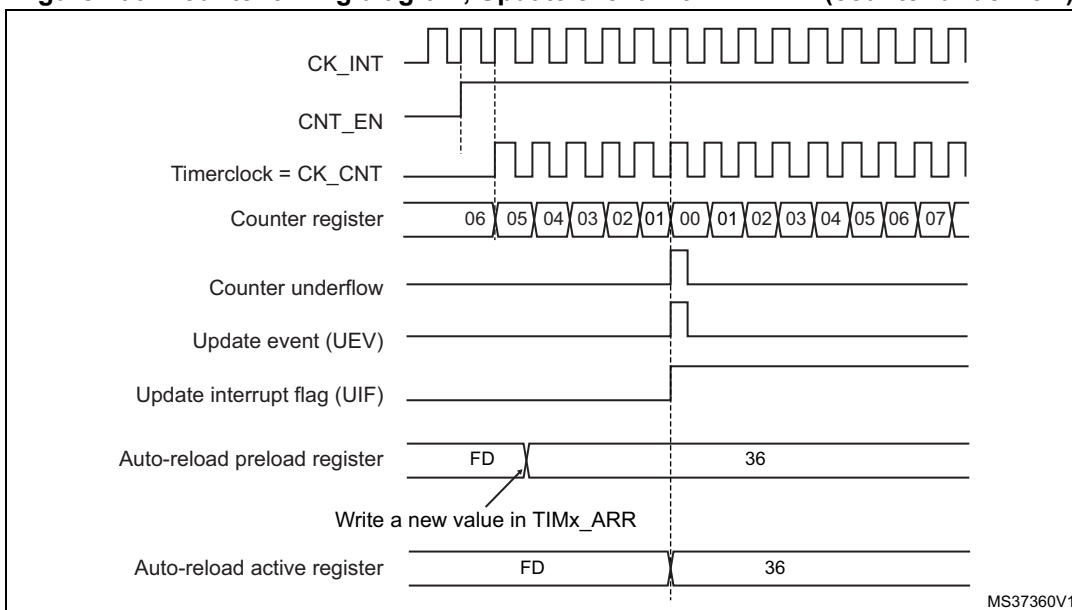 CK_INT
CNT_EN
Timerclock = CK_CNT
Counter register 06 05 04 03 02 01 00 01 02 03 04 05 06 07
Counter underflow
Update event (UEV)
Update interrupt flag (UIF)
Auto-reload preload register FD 36
Write a new value in TIMx_ARR
Auto-reload active register FD 36
MS37360V1